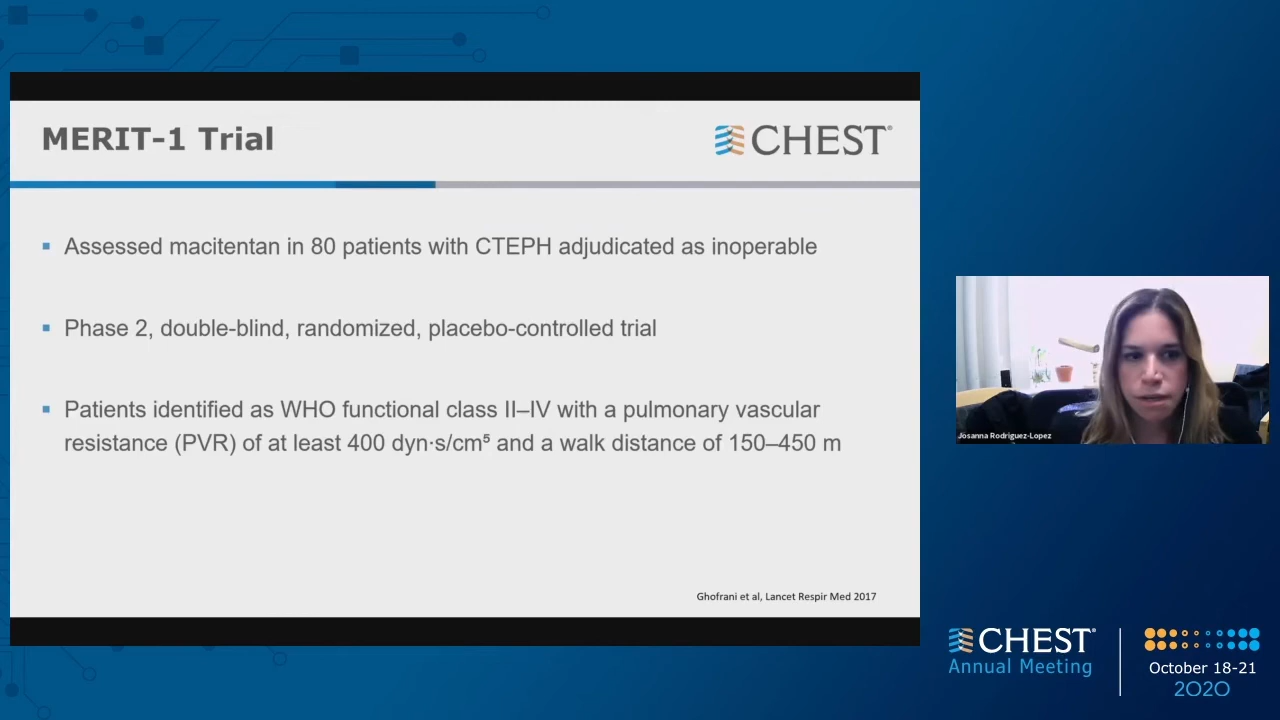 MERIT-1 Trial
CHEST®
Assessed macitentan in 80 patients with CTEPH adjudicated as inoperable
Phase 2, double-blind, randomized, placebo-controlled trial
Patients identified as WHO functional class II–IV with a pulmonary vascular
resistance (PVR) of at least 400 dyn·s/cm⁵ and a walk distance of 150–450 m
Ghofrani et al, Lancet Respir Med 2017
Josanna Rodriguez-Lopez
CHEST®
Annual Meeting
October 18-21
2020